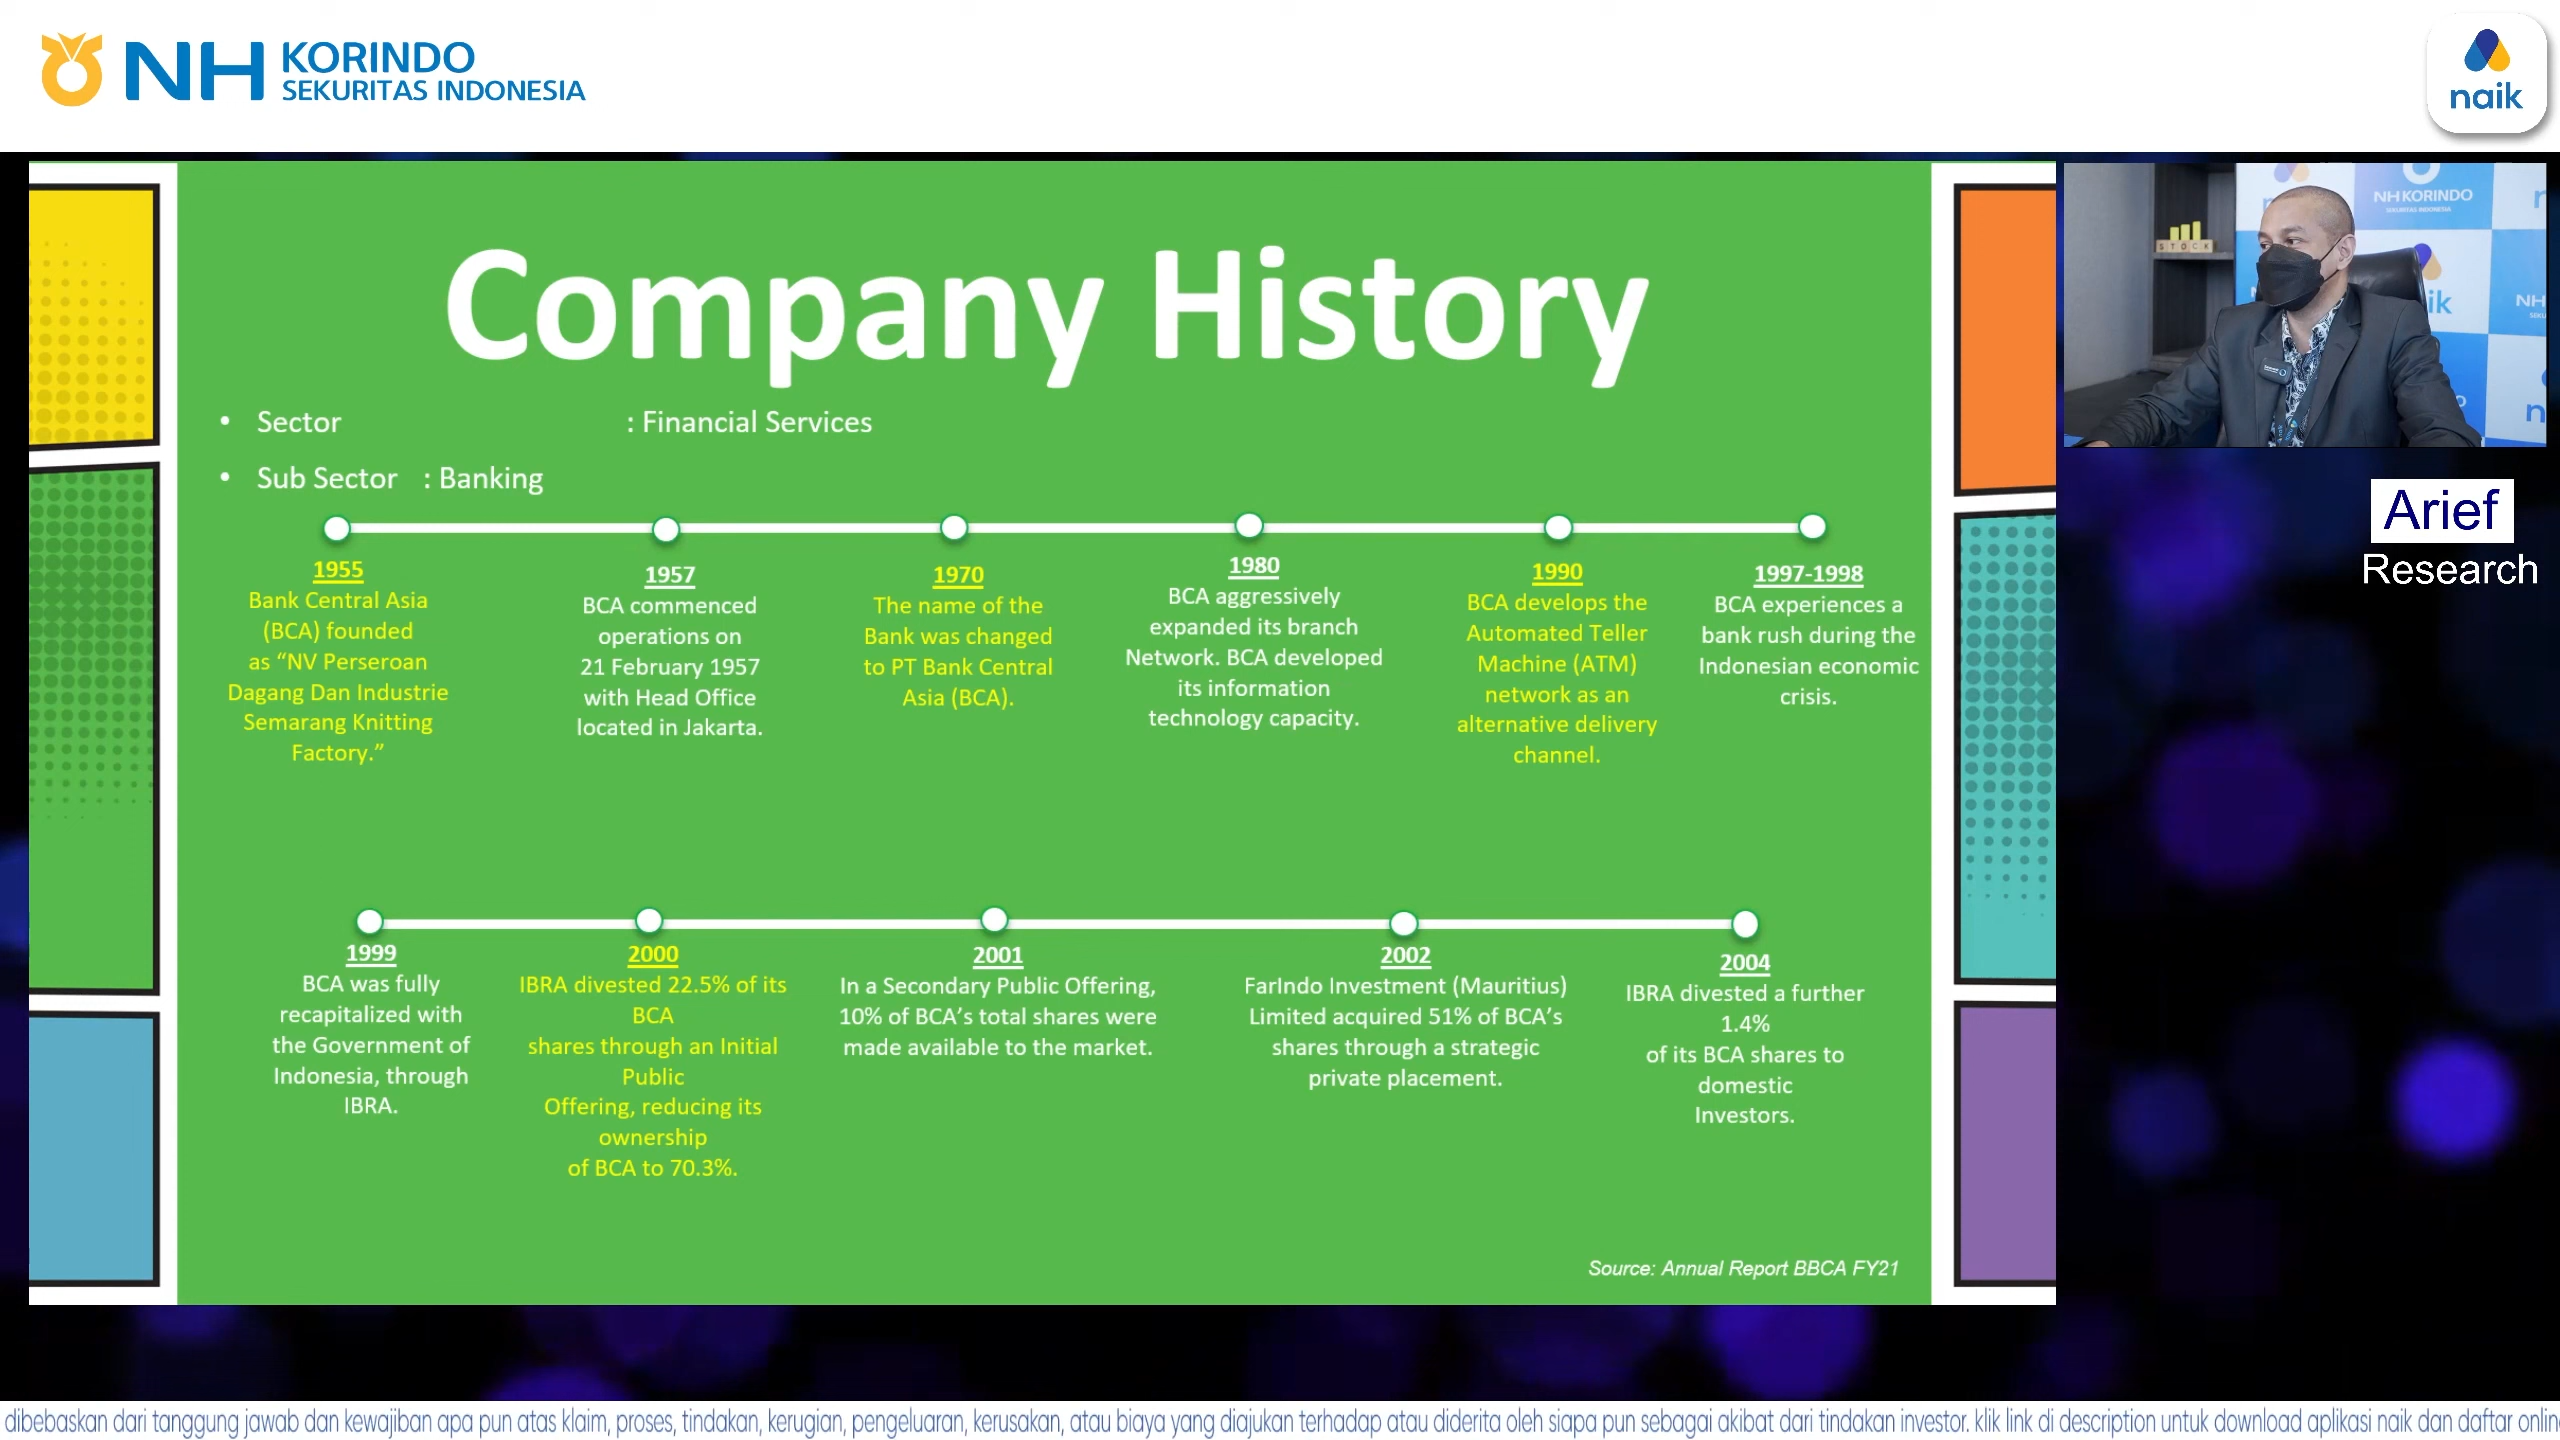 NH KORINDO
SEKURITAS INDONESIA
naik
Company History
• Sector : Financial Services
• Sub Sector : Banking
1955
Bank Central Asia
(BCA) founded
as “NV Perseroan
Dagang Dan Industrie
Semarang Knitting
Factory.”
1957
BCA commenced
operations on
21 February 1957
with Head Office
located in Jakarta.
1970
The name of the
Bank was changed
to PT Bank Central
Asia (BCA).
1980
BCA aggressively
expanded its branch
Network. BCA developed
its information
technology capacity.
1990
BCA develops the
Automated Teller
Machine (ATM)
network as an
alternative delivery
channel.
1997-1998
BCA experiences a
bank rush during the
Indonesian economic
crisis.
1999
BCA was fully
recapitalized with
the Government of
Indonesia, through
IBRA.
2000
IBRA divested 22.5% of its
BCA
shares through an Initial
Public
Offering, reducing its
ownership
of BCA to 70.3%.
2001
In a Secondary Public Offering,
10% of BCA’s total shares were
made available to the market.
2002
FarIndo Investment (Mauritius)
Limited acquired 51% of BCA’s
shares through a strategic
private placement.
2004
IBRA divested a further
1.4%
of its BCA shares to
domestic
Investors.
Source: Annual Report BBCA FY21
STOCK
NH KORINDO
SEKURITAS INDONESIA
ik
NH
Arief
Research
dibebaskan dari tanggung jawab dan kewajiban apa pun atas klaim, proses, tindakan, kerugian, pengeluaran, kerusakan, atau biaya yang diajukan terhadap atau diderita oleh siapa pun sebagai akibat dari tindakan investor. klik link di description untuk download aplikasi naik dan daftar onlin